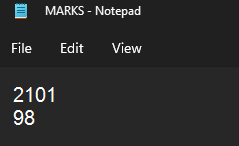 MARKS - Notepad
File Edit View
2101
98